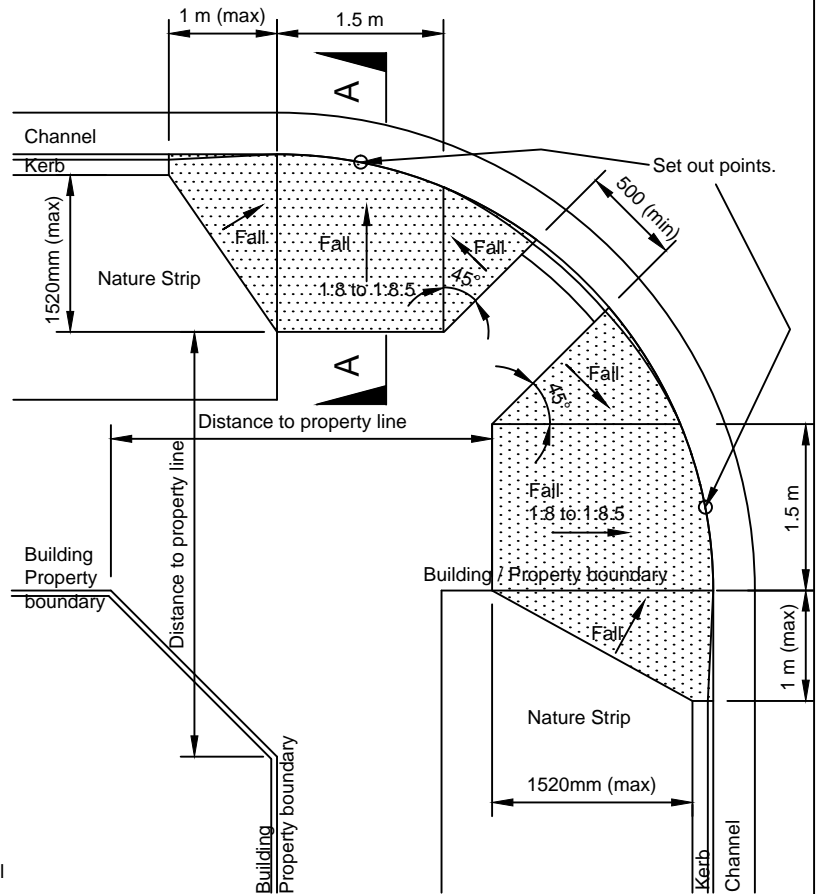 1 m (max)
1.5 m
A
Channel
Kerb
Set out points.
500 (min)
1520mm (max)
Fall
Fall
Fall
45°
1:8 to 1:8.5
Nature Strip
A
Fall
45°
Distance to property line
Distance to property line
Fall
1:8 to 1:8.5
1.5 m
Building
Property
boundary
Building / Property boundary
Fall
1 m (max)
Nature Strip
1520mm (max)
Building
Property boundary
Kerb
Channel